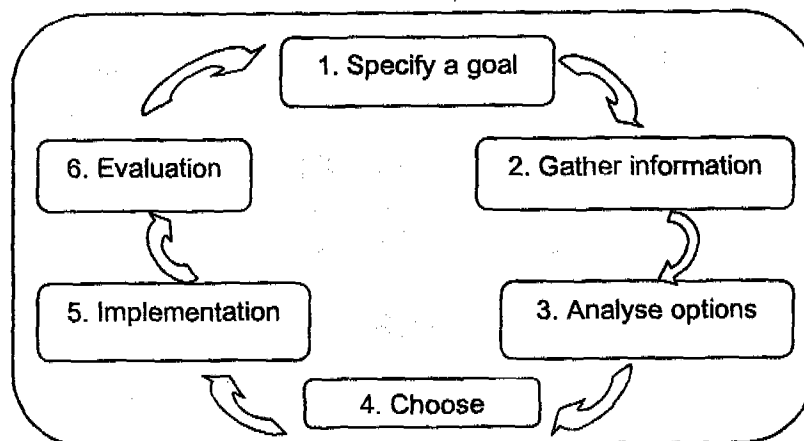 1. Specify a goal
2. Gather information
3. Analyse options
4. Choose
5. Implementation
6. Evaluation